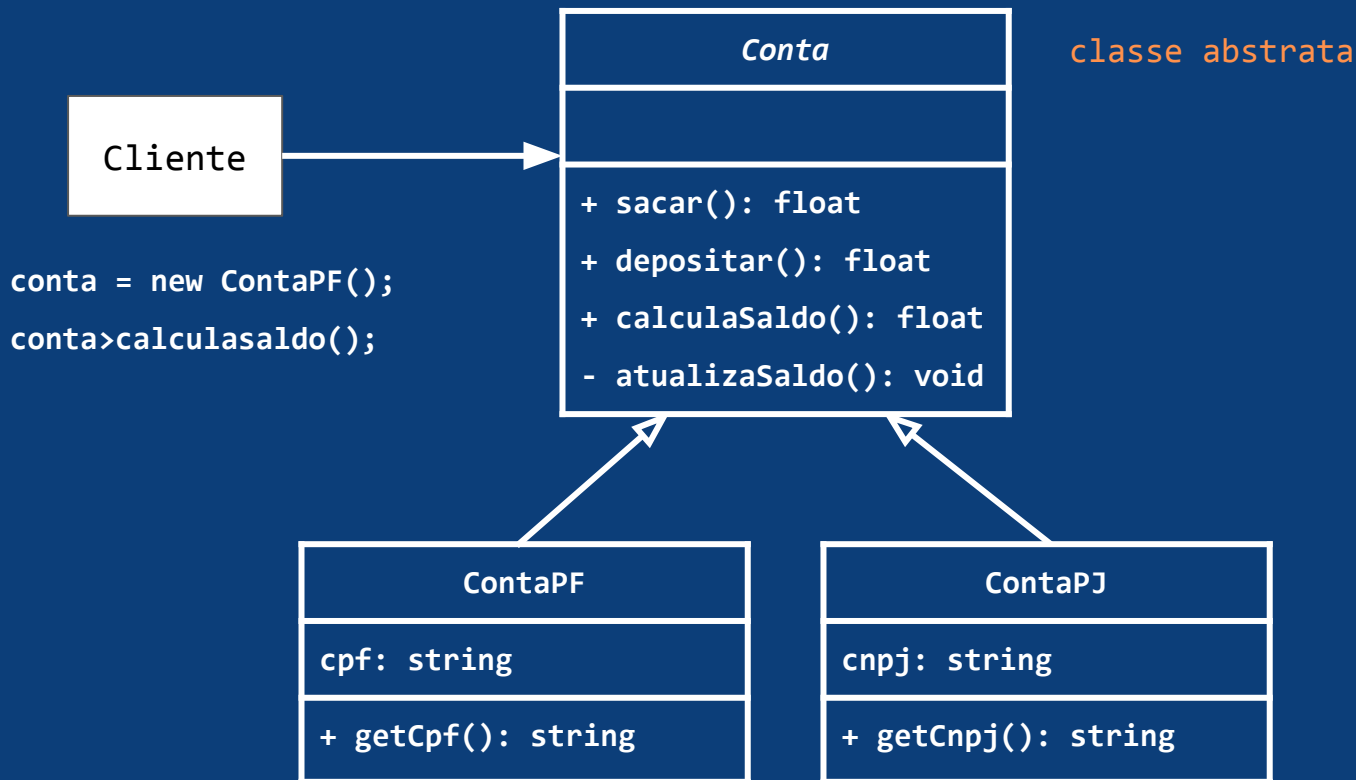 Conta
classe abstrata
Cliente
+ sacar(): float
+ depositar(): float
+ calculaSaldo(): float
- atualizaSaldo(): void
conta = new ContaPF();
conta>calculasaldo();
ContaPF
cpf: string
+ getCpf(): string
ContaPJ
cnpj: string
+ getCnpj(): string